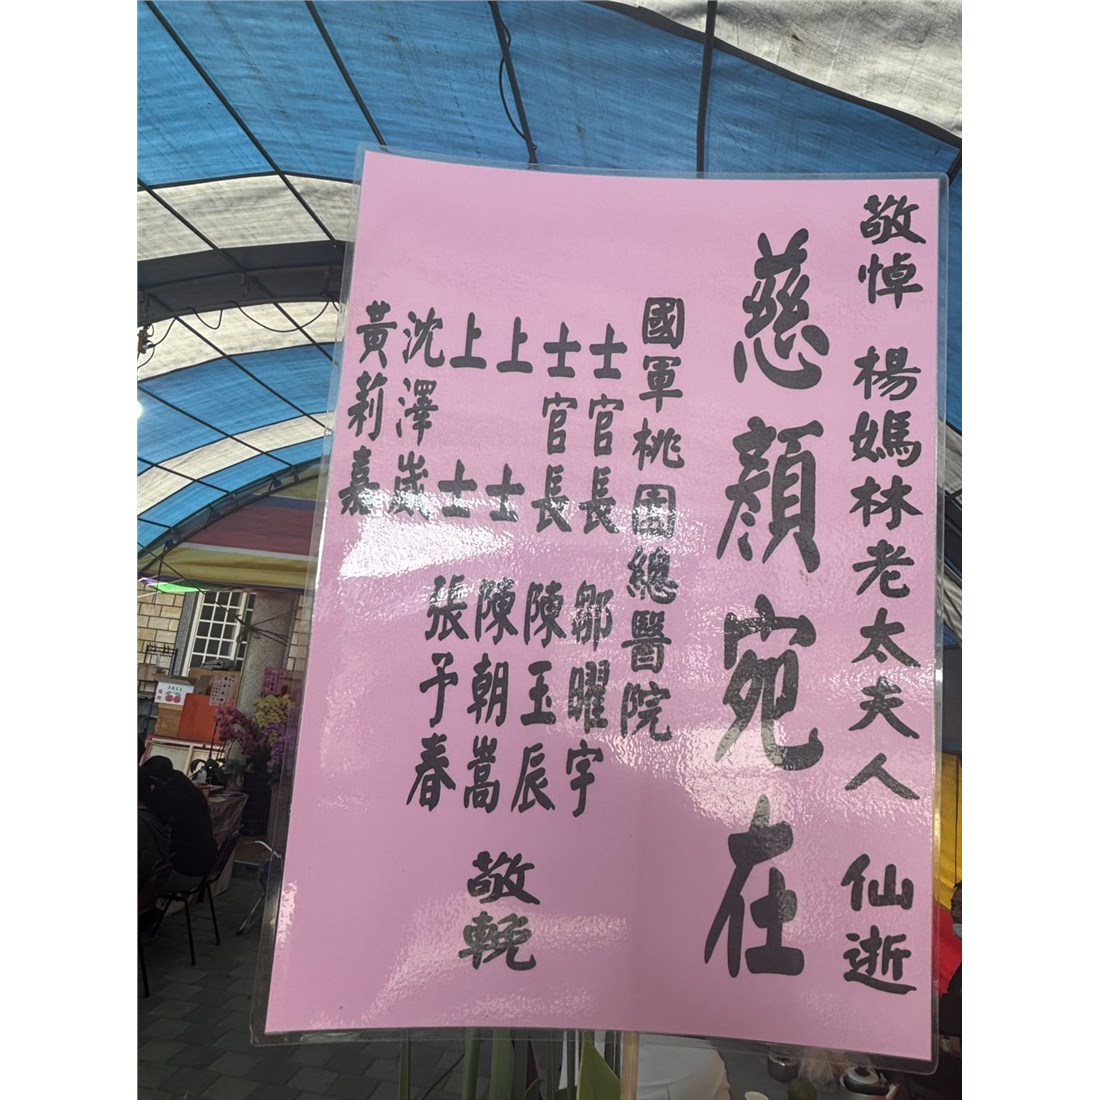 敬悼 楊媽林老太夫人 仙逝
慈顏宛在
國軍桃園總醫院
士官長 鄒曜宇
士官長 陳玉辰
上士 陳朝嵩
上士 張予春
沈澤崴
黃莉嘉
敬輓